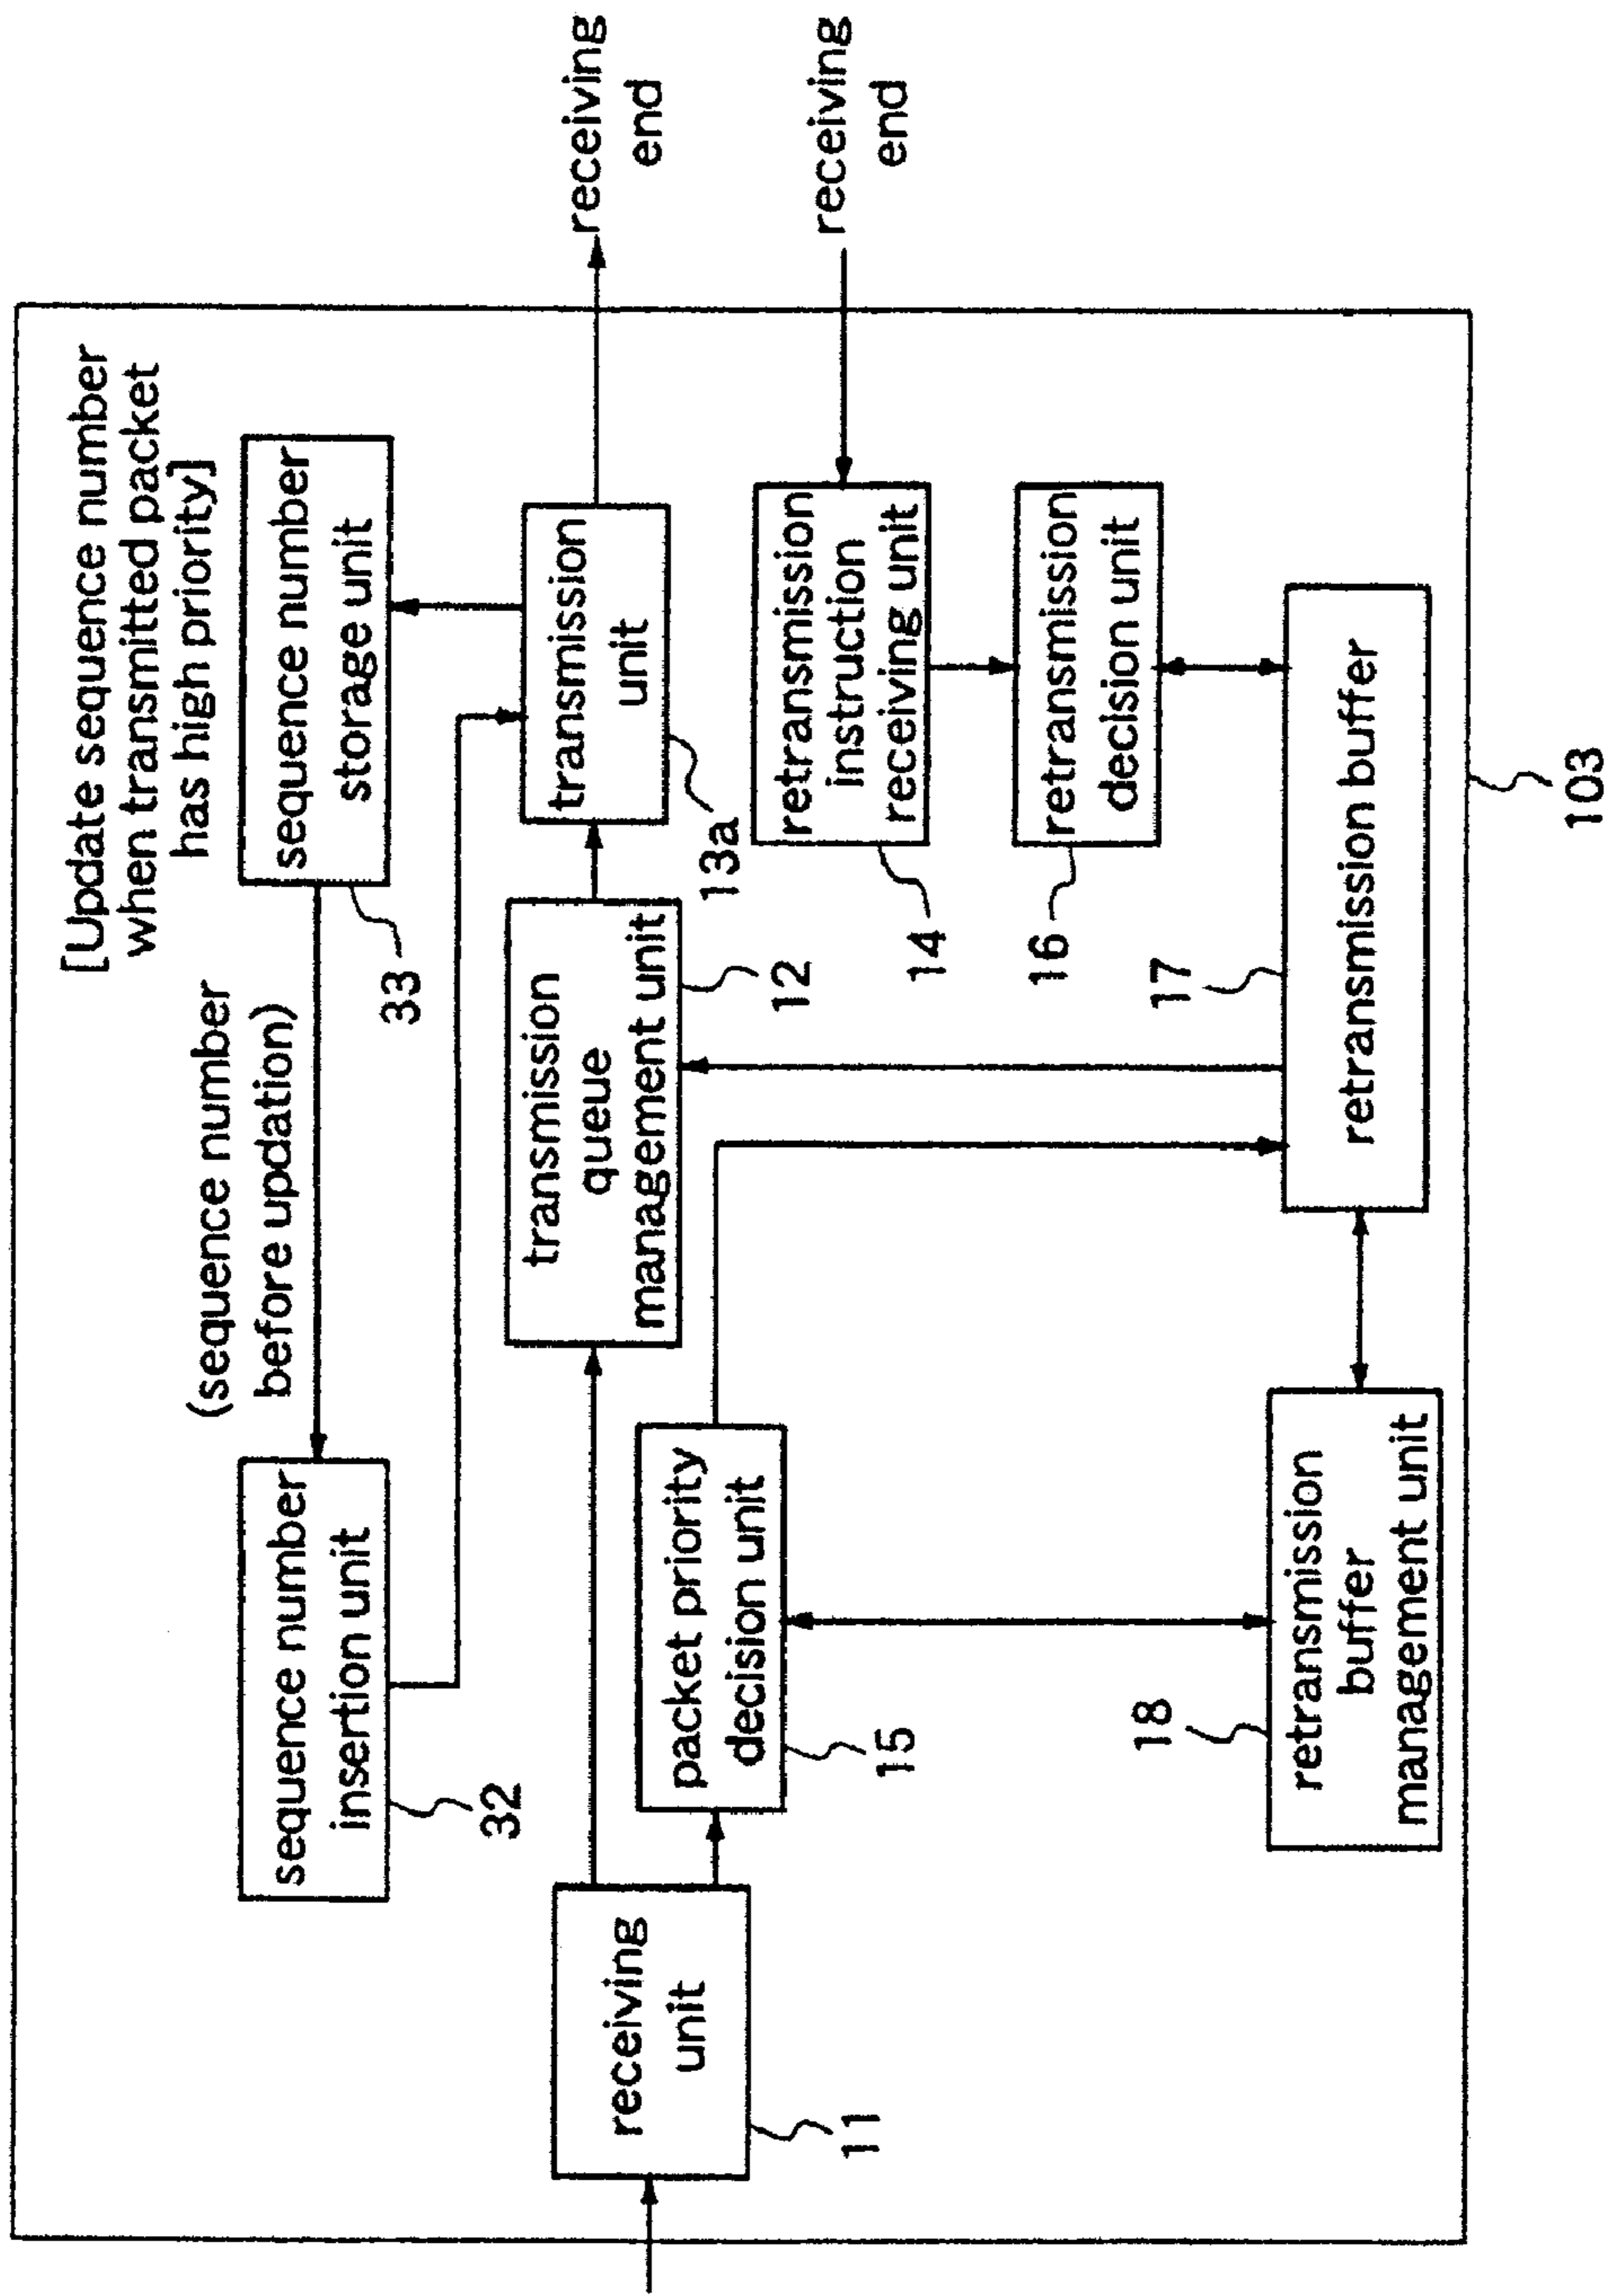 [Update sequence number
when transmitted packet
has high priority]
(sequence number
before updation)
sequence number
insertion unit
32
sequence number
storage unit
33
receiving
unit
11
transmission
queue
management unit
12
transmission
unit
13a
receiving
end
packet priority
decision unit
15
retransmission
instruction
receiving unit
14
receiving
end
retransmission
decision unit
16
retransmission
buffer
management unit
18
retransmission buffer
17
103